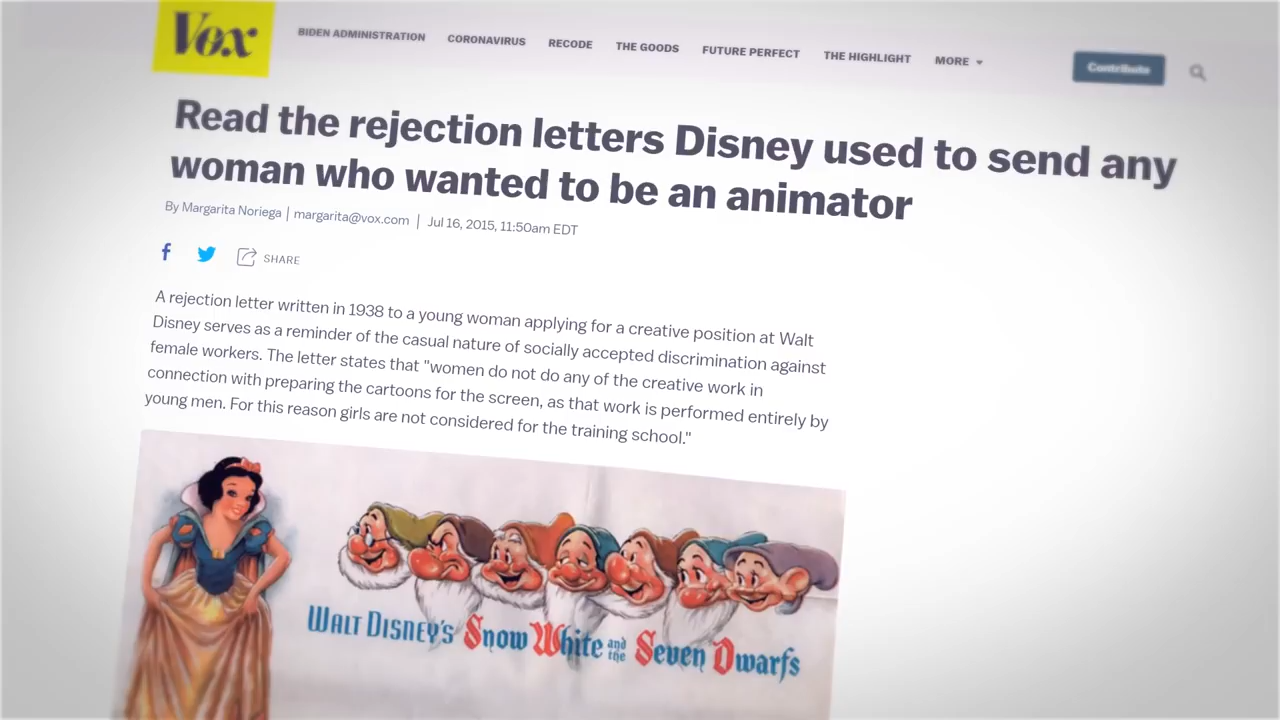 Vox
BIDEN ADMINISTRATION CORONAVIRUS RECODE THE GOODS FUTURE PERFECT THE HIGHLIGHT MORE
Contribute
Read the rejection letters Disney used to send any
woman who wanted to be an animator
By Margarita Noriega | margarita@vox.com | Jul 16, 2015, 11:50am EDT
SHARE
A rejection letter written in 1938 to a young woman applying for a creative position at Walt
Disney serves as a reminder of the casual nature of socially accepted discrimination against
female workers. The letter states that "women do not do any of the creative work in
connection with preparing the cartoons for the screen, as that work is performed entirely by
young men. For this reason girls are not considered for the training school."
WALT DISNEY'S Snow White and the Seven Dwarfs